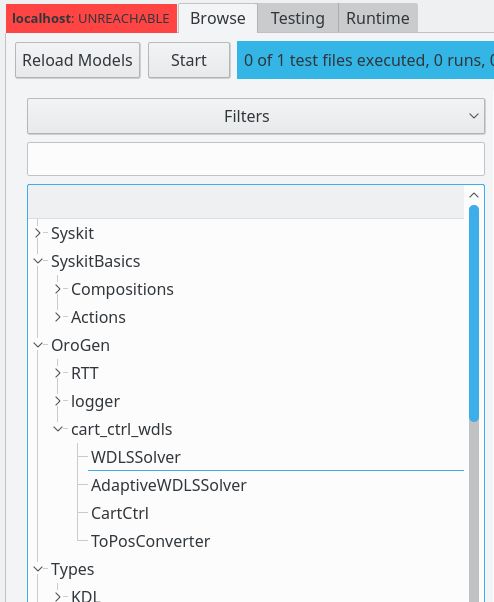 localhost: UNREACHABLE Browse Testing Runtime
Reload Models Start 0 of 1 test files executed, 0 runs,
Filters
Syskit
SyskitBasics
Compositions
Actions
OroGen
RTT
logger
cart_ctrl_wdls
WDLSSolver
AdaptiveWDLSSolver
CartCtrl
ToPosConverter
Types
KDL